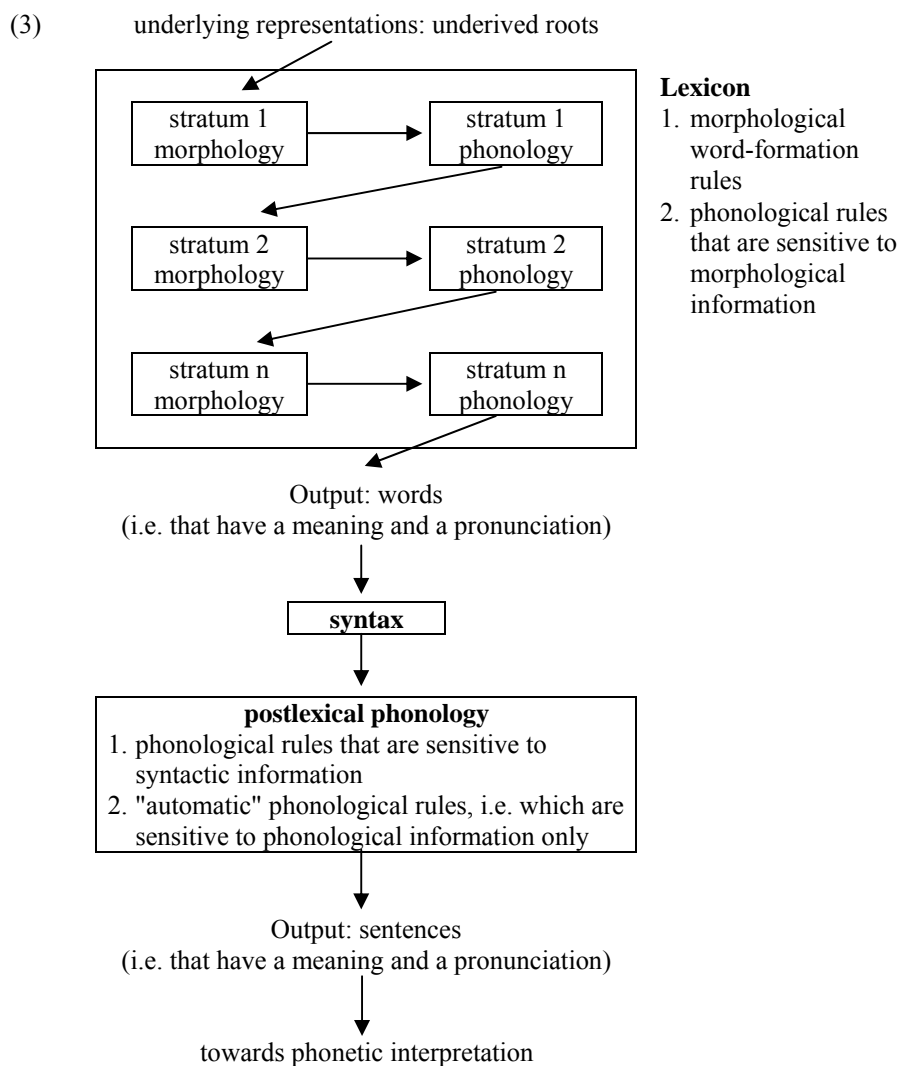 (3) underlying representations: underived roots
stratum 1
morphology
stratum 1
phonology
stratum 2
morphology
stratum 2
phonology
stratum n
morphology
stratum n
phonology
Lexicon
1. morphological
word-formation
rules
2. phonological rules
that are sensitive to
morphological
information
Output: words
(i.e. that have a meaning and a pronunciation)
syntax
postlexical phonology
1. phonological rules that are sensitive to
syntactic information
2. "automatic" phonological rules, i.e. which are
sensitive to phonological information only
Output: sentences
(i.e. that have a meaning and a pronunciation)
towards phonetic interpretation